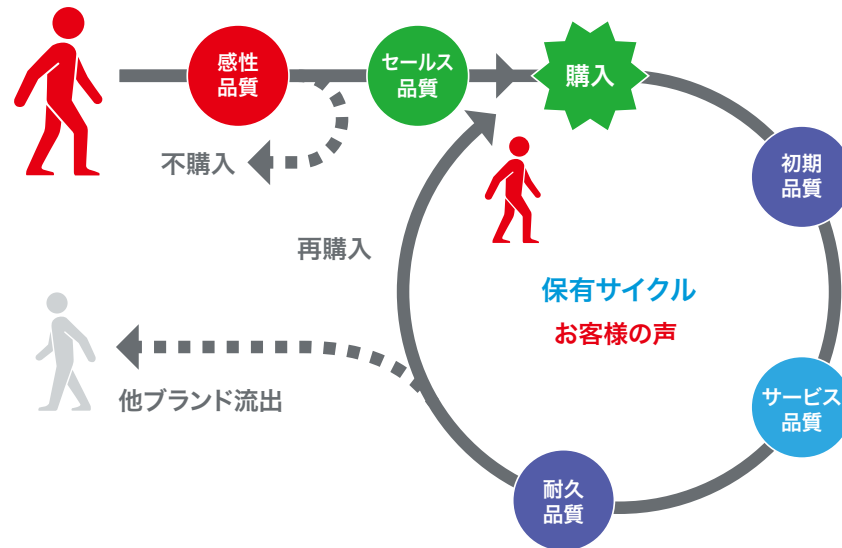 感性
品質
セールス
品質
購入
不購入
初期
品質
再購入
保有サイクル
お客様の声
他ブランド流出
サービス
品質
耐久
品質